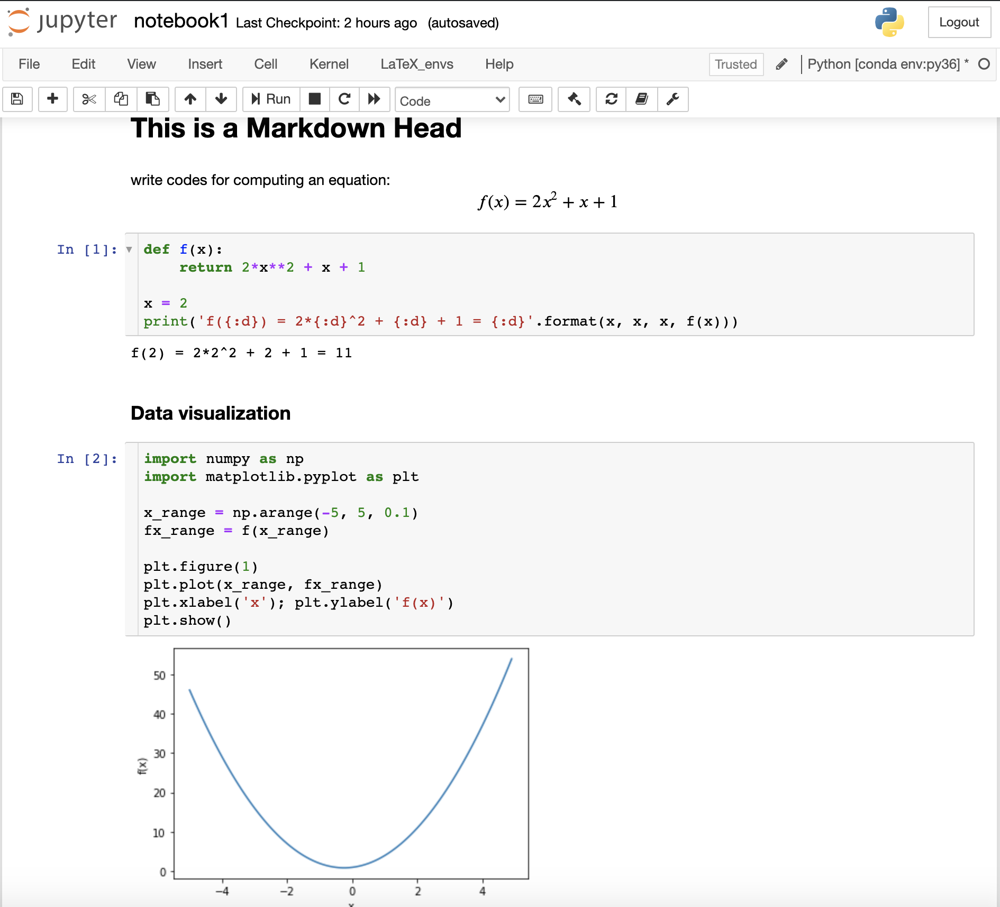 jupyter notebook1 Last Checkpoint: 2 hours ago (autosaved) Logout
File Edit View Insert Cell Kernel LaTeX_envs Help Trusted Python [conda env:py36] *
Run Code
This is a Markdown Head
write codes for computing an equation:
f(x) = 2x² + x + 1
In [1]: def f(x):
    return 2*x**2 + x + 1
x = 2
print('f({:d}) = 2*{:d}^2 + {:d} + 1 = {:d}'.format(x, x, x, f(x)))
f(2) = 2*2^2 + 2 + 1 = 11
Data visualization
In [2]: import numpy as np
import matplotlib.pyplot as plt
x_range = np.arange(-5, 5, 0.1)
fx_range = f(x_range)
plt.figure(1)
plt.plot(x_range, fx_range)
plt.xlabel('x'); plt.ylabel('f(x)')
plt.show()
50
40
30
f(x)
20
10
0
−4 −2 0 2 4
x